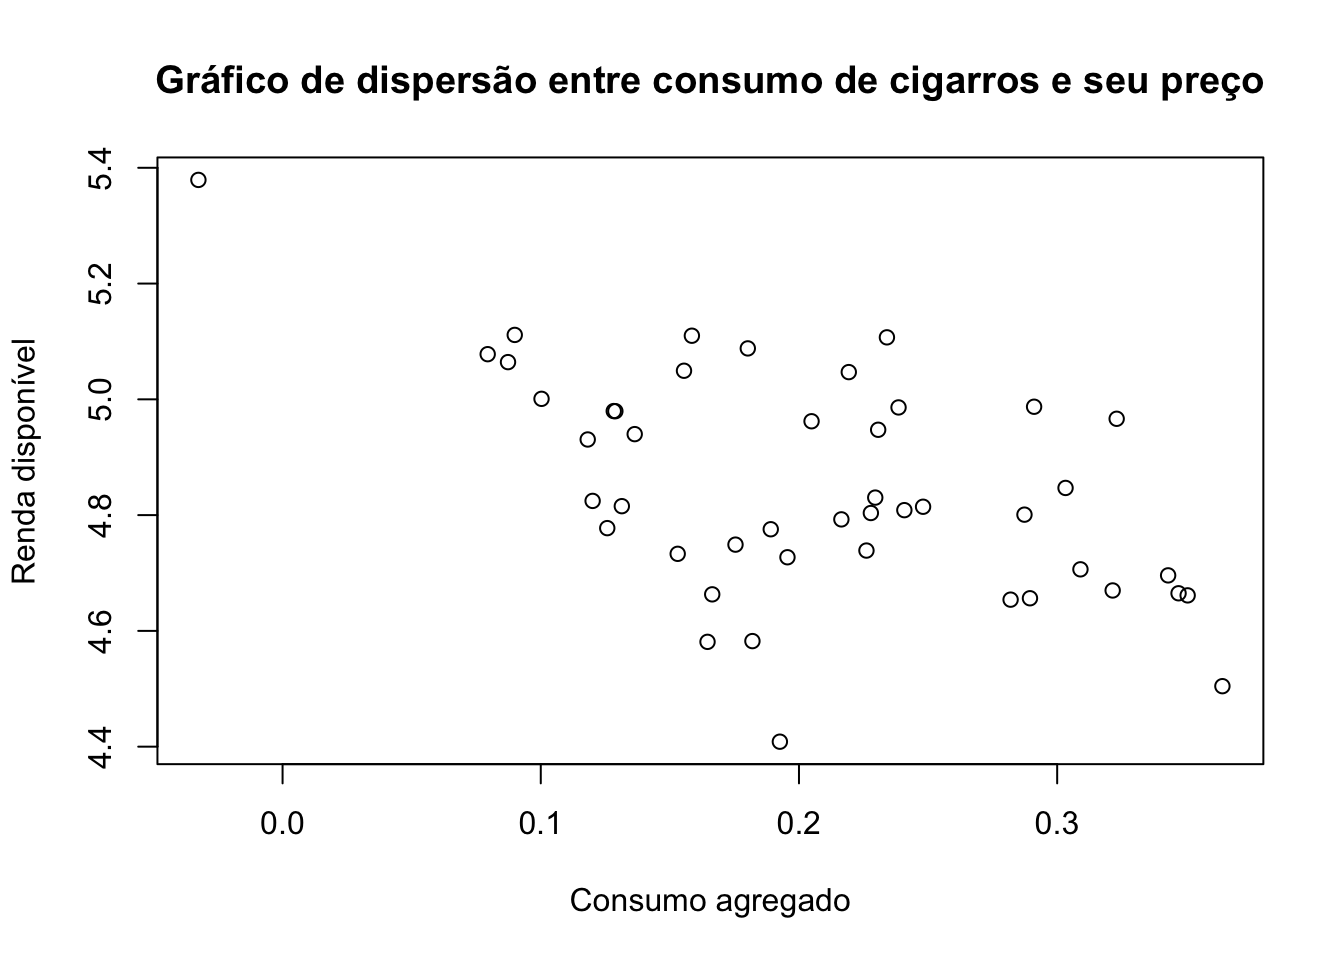 Gráfico de dispersão entre consumo de cigarros e seu preço
Renda disponível
5.4
5.2
5.0
4.8
4.6
4.4
0.0 0.1 0.2 0.3
Consumo agregado